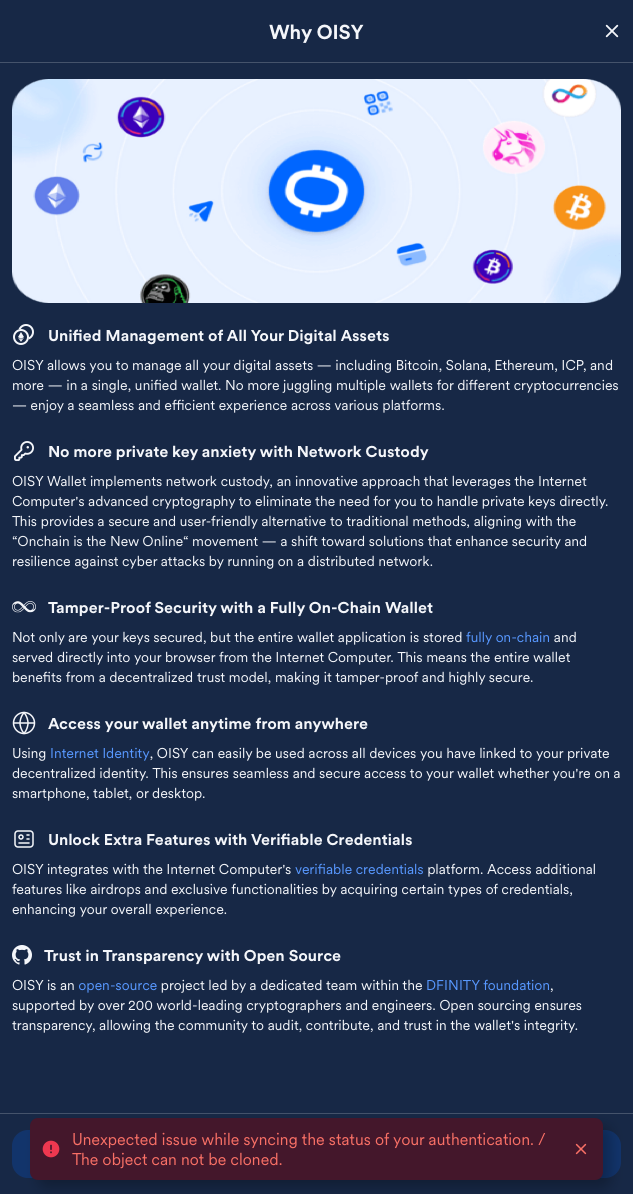 Why OISY
Unified Management of All Your Digital Assets
OISY allows you to manage all your digital assets — including Bitcoin, Solana, Ethereum, ICP, and
more — in a single, unified wallet. No more juggling multiple wallets for different cryptocurrencies
— enjoy a seamless and efficient experience across various platforms.
No more private key anxiety with Network Custody
OISY Wallet implements network custody, an innovative approach that leverages the Internet
Computer's advanced cryptography to eliminate the need for you to handle private keys directly.
This provides a secure and user-friendly alternative to traditional methods, aligning with the
“Onchain is the New Online“ movement — a shift toward solutions that enhance security and
resilience against cyber attacks by running on a distributed network.
Tamper-Proof Security with a Fully On-Chain Wallet
Not only are your keys secured, but the entire wallet application is stored fully on-chain and
served directly into your browser from the Internet Computer. This means the entire wallet
benefits from a decentralized trust model, making it tamper-proof and highly secure.
Access your wallet anytime from anywhere
Using Internet Identity, OISY can easily be used across all devices you have linked to your private
decentralized identity. This ensures seamless and secure access to your wallet whether you're on a
smartphone, tablet, or desktop.
Unlock Extra Features with Verifiable Credentials
OISY integrates with the Internet Computer's verifiable credentials platform. Access additional
features like airdrops and exclusive functionalities by acquiring certain types of credentials,
enhancing your overall experience.
Trust in Transparency with Open Source
OISY is an open-source project led by a dedicated team within the DFINITY foundation,
supported by over 200 world-leading cryptographers and engineers. Open sourcing ensures
transparency, allowing the community to audit, contribute, and trust in the wallet's integrity.
Unexpected issue while syncing the status of your authentication. /
The object can not be cloned.